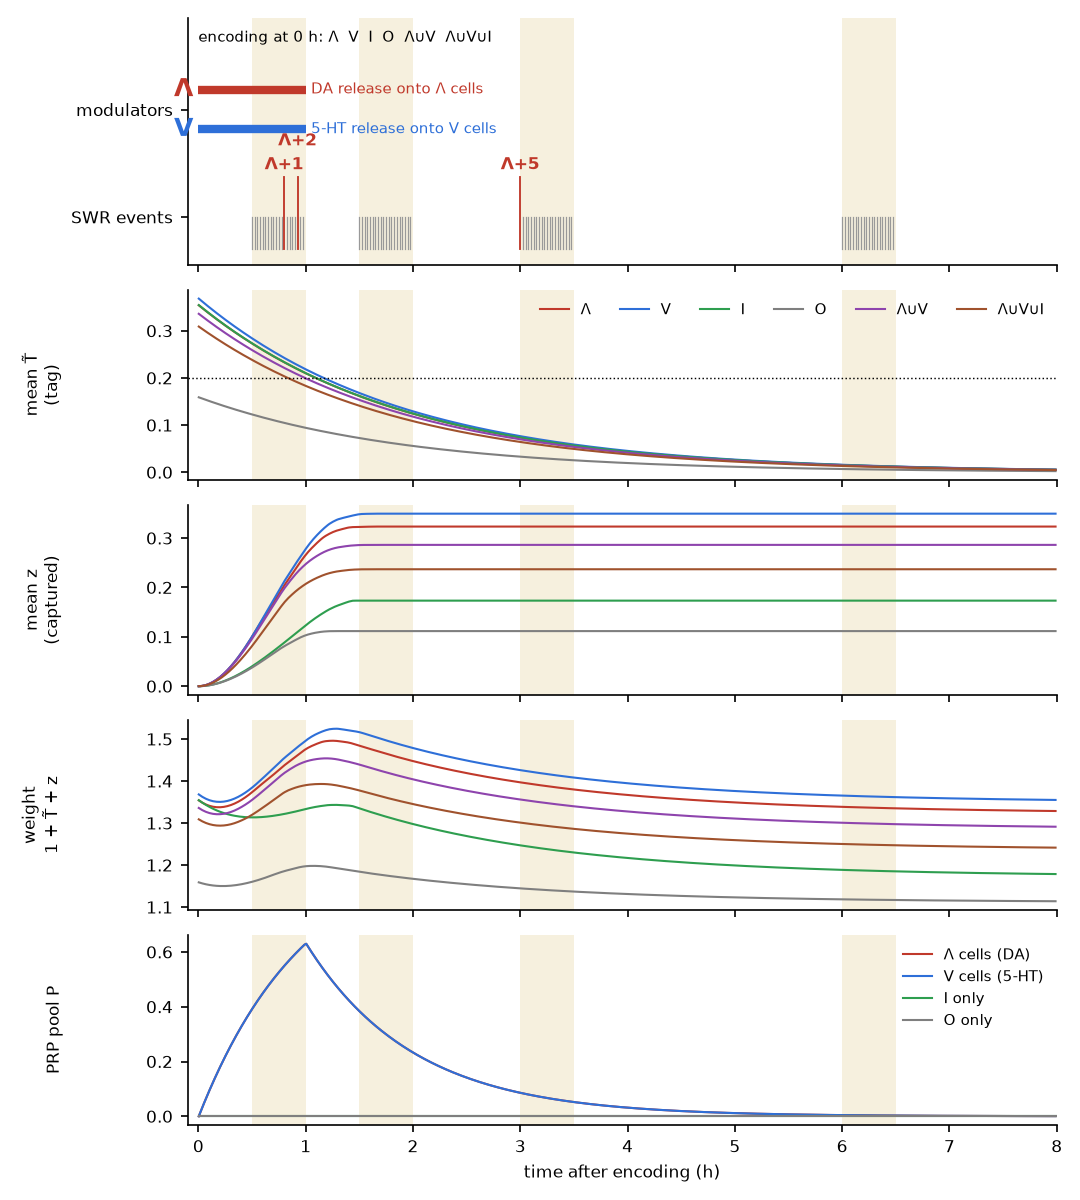 encoding at 0 h: Λ V I O Λ∪V Λ∪V∪I
Λ
DA release onto Λ cells
modulators
V
5-HT release onto V cells
Λ+2
Λ+1
Λ+5
SWR events
mean T̃
(tag)
0.3
0.2
0.1
0.0
Λ
V
I
O
Λ∪V
Λ∪V∪I
mean z
(captured)
0.3
0.2
0.1
0.0
weight
1 + T̃ + z
1.5
1.4
1.3
1.2
1.1
PRP pool P
0.6
0.4
0.2
0.0
Λ cells (DA)
V cells (5-HT)
I only
O only
0 1 2 3 4 5 6 7 8
time after encoding (h)